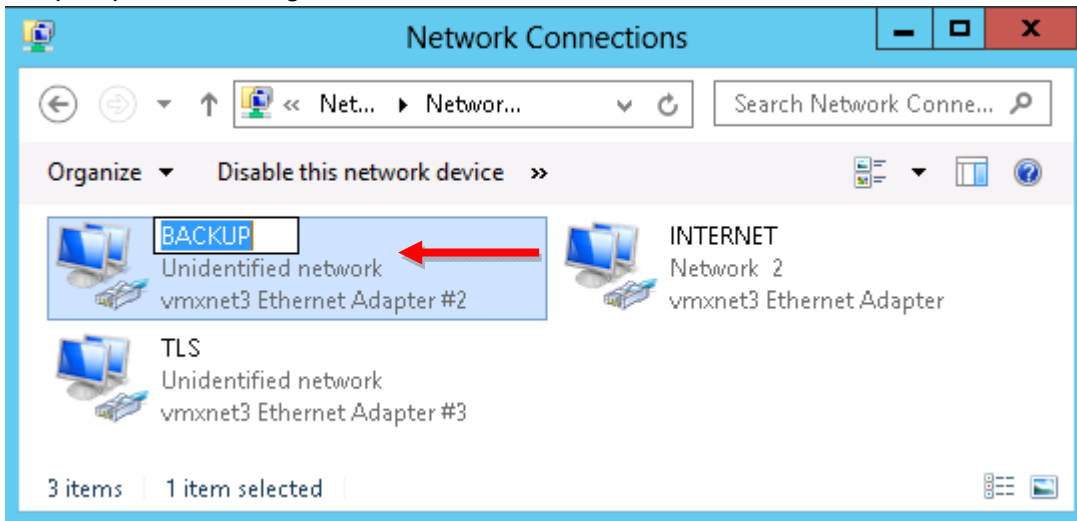 Network Connections
« Net... Networ... Search Network Conne...
Organize Disable this network device »
BACKUP
Unidentified network
vmxnet3 Ethernet Adapter #2
INTERNET
Network 2
vmxnet3 Ethernet Adapter
TLS
Unidentified network
vmxnet3 Ethernet Adapter #3
3 items 1 item selected